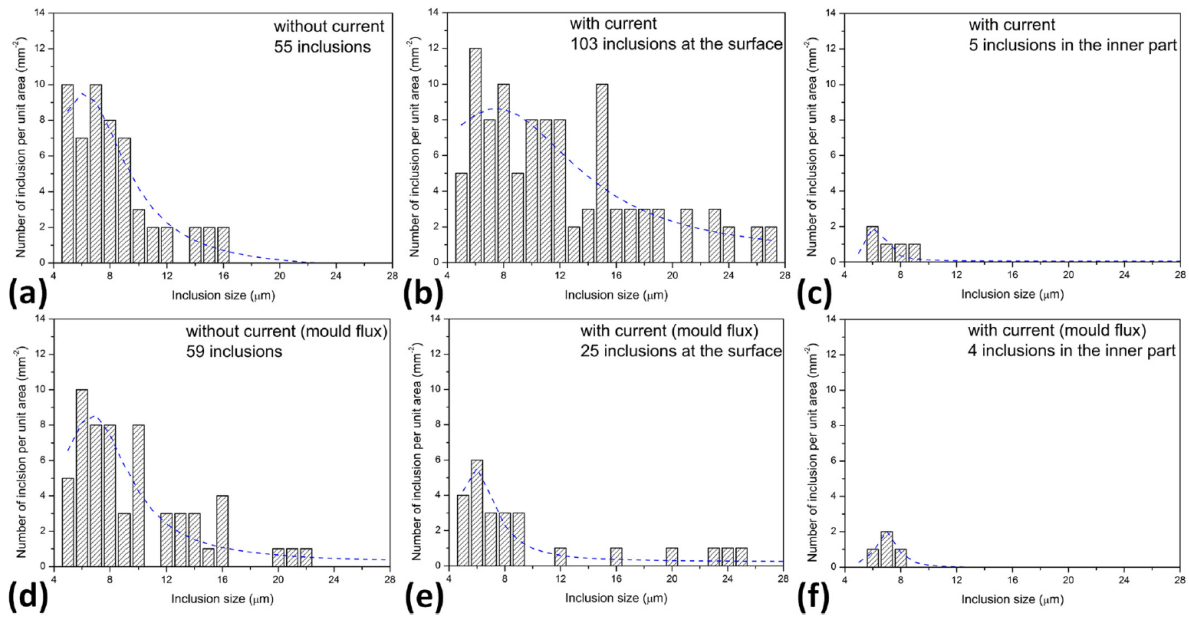 without current
55 inclusions
Number of inclusion per unit area (mm-2)
14
12
10
8
6
4
2
0
4 8 12 16 20 24 28
Inclusion size (μm)
(a)
with current
103 inclusions at the surface
Number of inclusion per unit area (mm-2)
14
12
10
8
6
4
2
0
4 8 12 16 20 24 28
Inclusion size (μm)
(b)
with current
5 inclusions in the inner part
Number of inclusion per unit area (mm-2)
14
12
10
8
6
4
2
0
4 8 12 16 20 24 28
Inclusion size (μm)
(c)
without current (mould flux)
59 inclusions
Number of inclsion per unit area (mm-2)
14
12
10
8
6
4
2
0
4 8 12 16 20 24 28
Inclusion size (μm)
(d)
with current (mould flux)
25 inclusions at the surface
Number of inclusion per unit area (mm-2)
14
12
10
8
6
4
2
0
4 8 12 16 20 24 28
Inclusion size (μm)
(e)
with current (mould flux)
4 inclusions in the inner part
Number of inclusion per unit area (mm-2)
14
12
10
8
6
4
2
0
4 8 12 16 20 24 28
Inclusion size (μm)
(f)